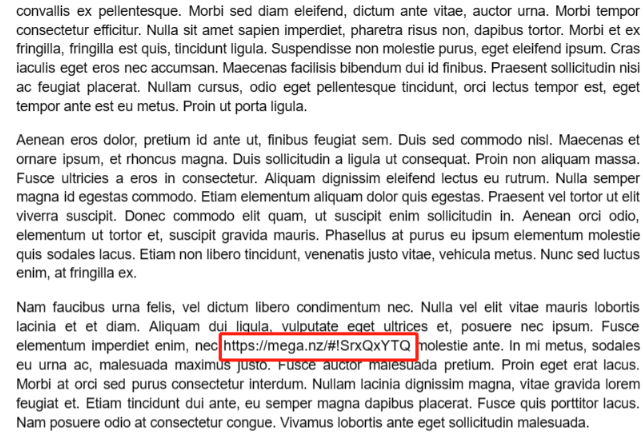 convallis ex pellentesque. Morbi sed diam eleifend, dictum ante vitae, auctor urna. Morbi tempor
consectetur efficitur. Nulla sit amet sapien imperdiet, pharetra risus non, dapibus tortor. Morbi et ex
fringilla, fringilla est quis, tincidunt ligula. Suspendisse non molestie purus, eget eleifend ipsum. Cras
iaculis eget eros nec accumsan. Maecenas facilisis bibendum dui id finibus. Praesent sollicitudin nisi
ac feugiat placerat. Nullam cursus, odio eget pellentesque tincidunt, orci lectus tempor est, eget
tempor ante est eu metus. Proin ut porta ligula.
Aenean eros dolor, pretium id ante ut, finibus feugiat sem. Duis sed commodo nisl. Maecenas et
ornare ipsum, et rhoncus magna. Duis sollicitudin a ligula ut consequat. Proin non aliquam massa.
Fusce ultricies a eros in consectetur. Aliquam dignissim eleifend lectus eu rutrum. Nulla semper
magna id egestas commodo. Etiam elementum aliquam dolor quis egestas. Praesent vel tortor ut elit
viverra suscipit. Donec commodo elit quam, ut suscipit enim sollicitudin in. Aenean orci odio,
elementum ut tortor et, suscipit gravida mauris. Phasellus at purus eu ipsum elementum molestie
quis sodales lacus. Etiam non libero tincidunt, venenatis justo vitae, vehicula metus. Nunc sed luctus
enim, at fringilla ex.
Nam faucibus urna felis, vel dictum libero condimentum nec. Nulla vel elit vitae mauris lobortis
lacinia et et diam. Aliquam dui ligula, vulputate eget ultrices et, posuere nec ipsum. Fusce
elementum imperdiet enim, nec https://mega.nz/#!SrxQxYTQ molestie ante. In mi metus, sodales
eu urna ac, malesuada maximus justo. Fusce auctor malesuada pretium. Proin eget erat lacus.
Morbi at orci sed purus consectetur interdum. Nullam lacinia dignissim magna, vitae gravida lorem
feugiat et. Etiam tincidunt dui ante, eu semper magna dapibus placerat. Fusce quis porttitor lacus.
Nam posuere odio at consectetur congue. Vivamus lobortis ante eget sollicitudin malesuada.